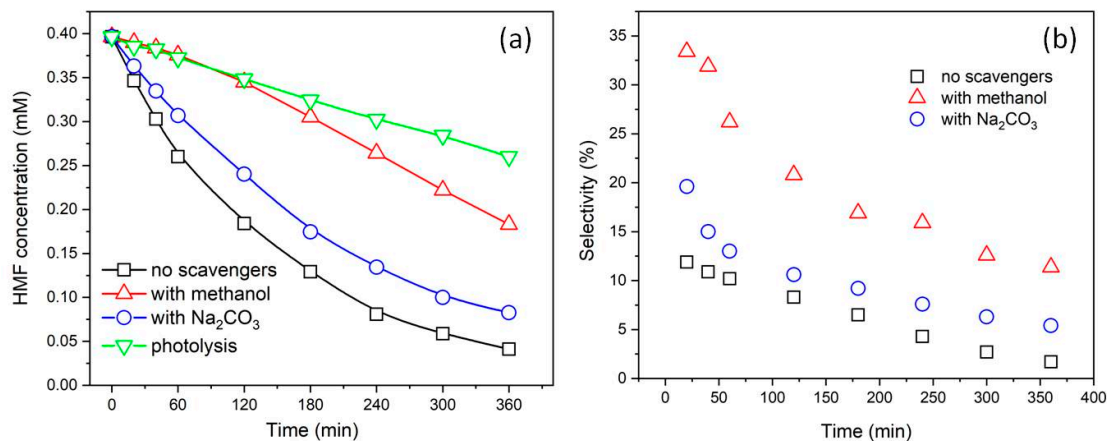 (a)
HMF concentration (mM)
0.40
0.35
0.30
0.25
0.20
0.15
0.10
0.05
0.00
no scavengers
with methanol
with Na₂CO₃
photolysis
0 60 120 180 240 300 360
Time (min)
(b)
Selectivity (%)
35
30
25
20
15
10
5
0
no scavengers
with methanol
with Na₂CO₃
0 50 100 150 200 250 300 350 400
Time (min)